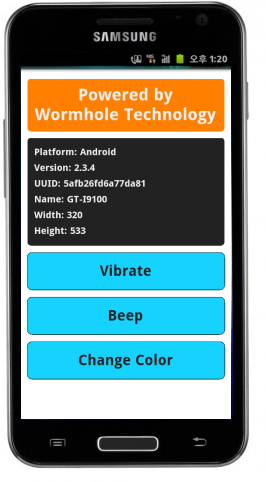 SAMSUNG
오후 1:20
Powered by
Wormhole Technology
Platform: Android
Version: 2.3.4
UUID: 5afb26fd6a77da81
Name: GT-I9100
Width: 320
Height: 533
Vibrate
Beep
Change Color